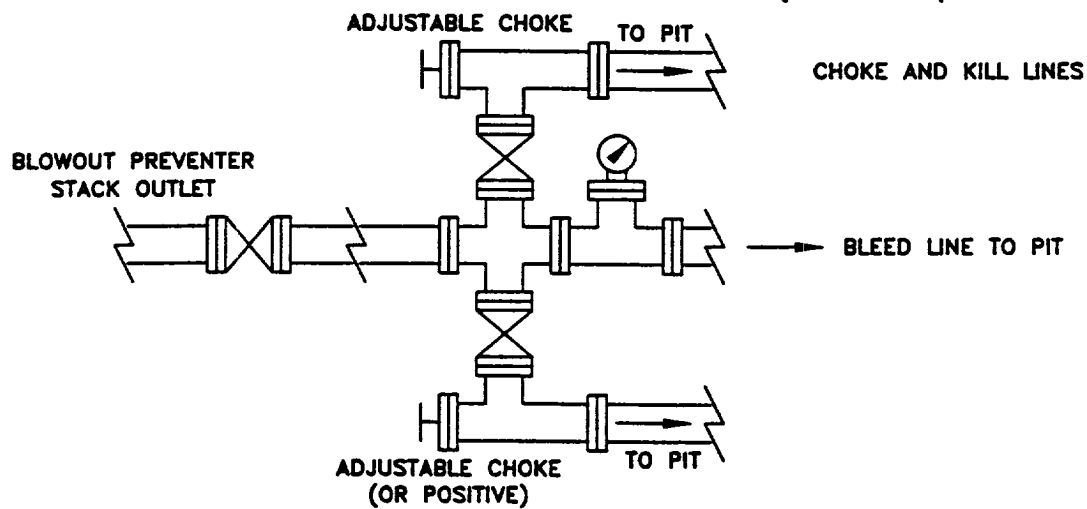 ADJUSTABLE CHOKE
TO PIT
CHOKE AND KILL LINES
BLOWOUT PREVENTER
STACK OUTLET
BLEED LINE TO PIT
ADJUSTABLE CHOKE
(OR POSITIVE)
TO PIT